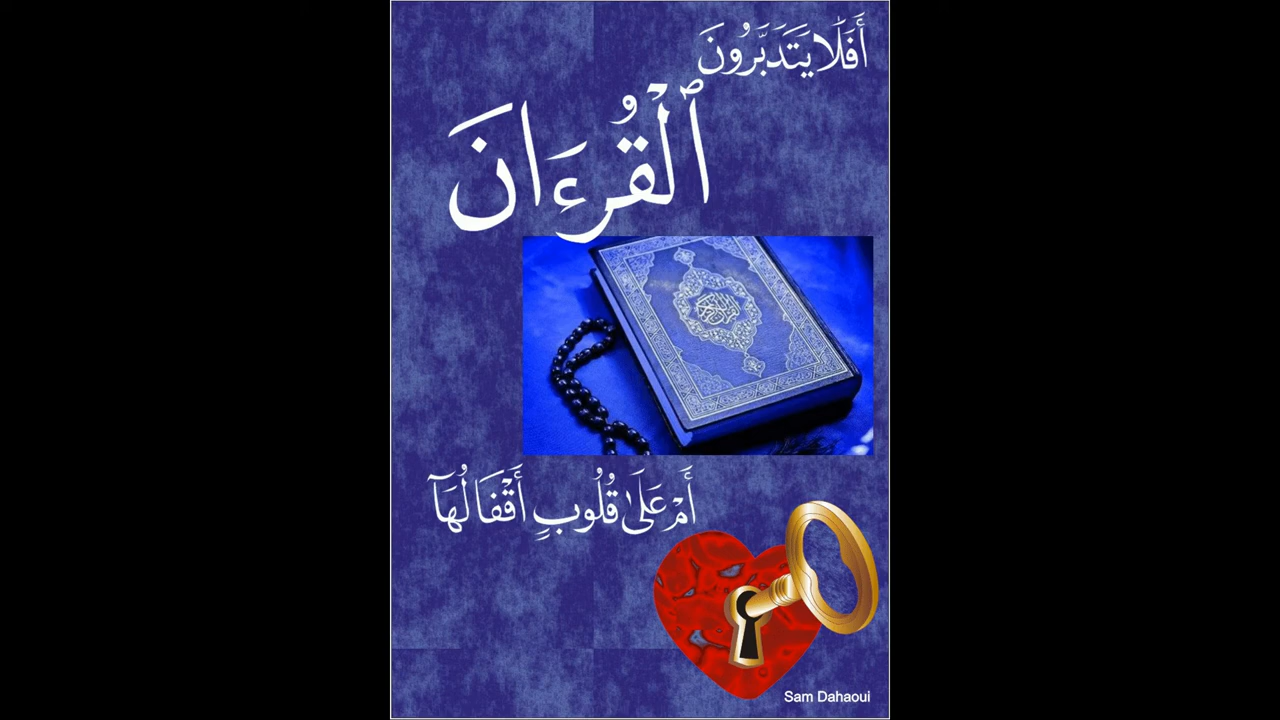 أَفَلَا يَتَدَبَّرُونَ
ٱلْقُرْءَانَ
أَمْ عَلَىٰ قُلُوبٍ أَقْفَالُهَآ
Sam Dahaoui